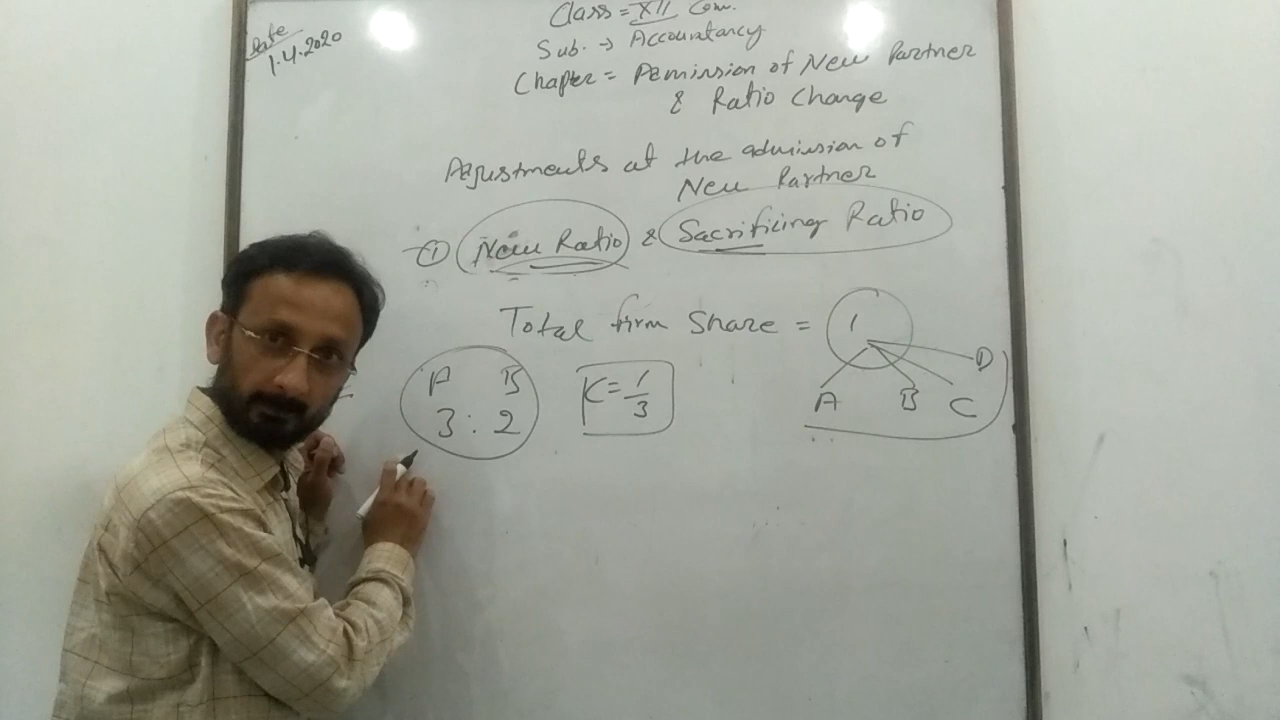 Date
1.4.2020
Class = XII Com.
Sub. → Accountancy
Chapter = Admission of New Partner
& Ratio Change
Adjustments at the admission of
New Partner
① New Ratio & Sacrificing Ratio
Total firm Share = 1
A B C D
A B
3 : 2
C = 1/3